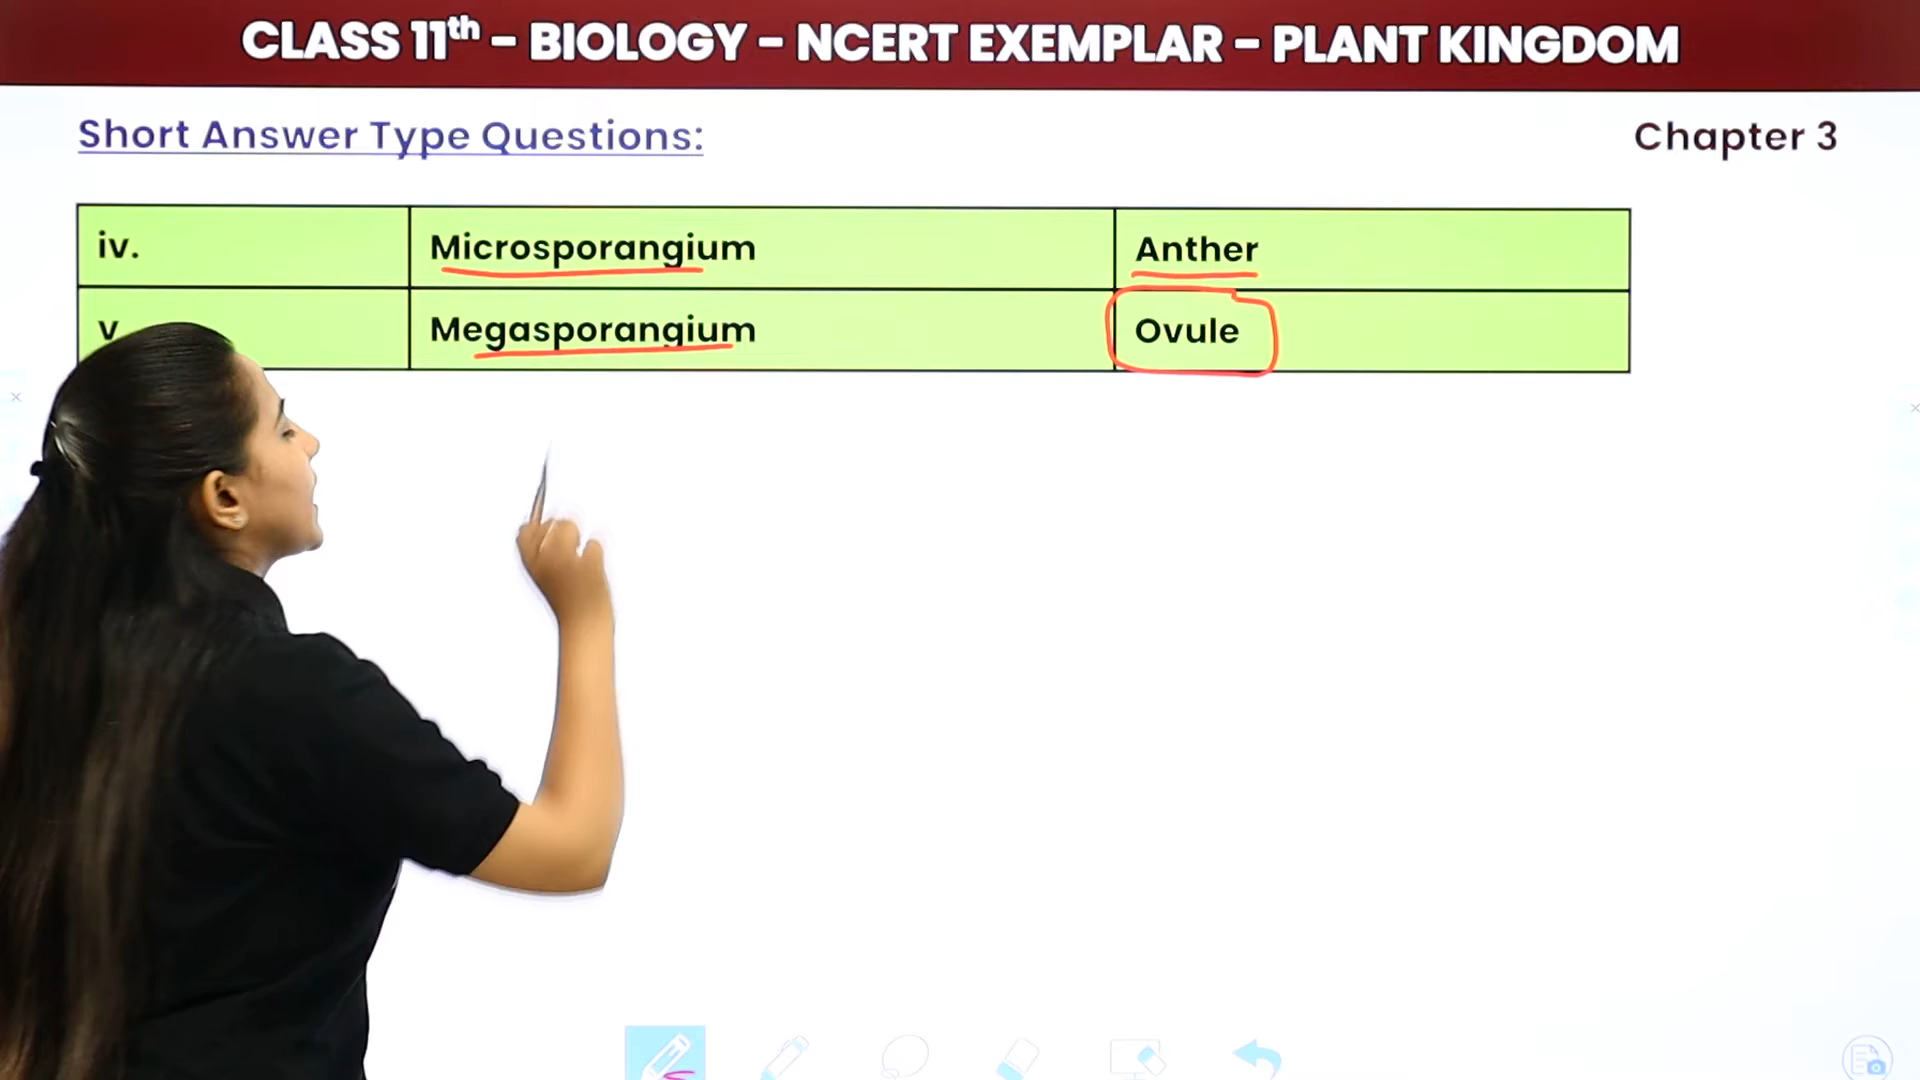 CLASS 11th - BIOLOGY - NCERT EXEMPLAR - PLANT KINGDOM
Short Answer Type Questions:
Chapter 3
iv. Microsporangium Anther
v Megasporangium Ovule